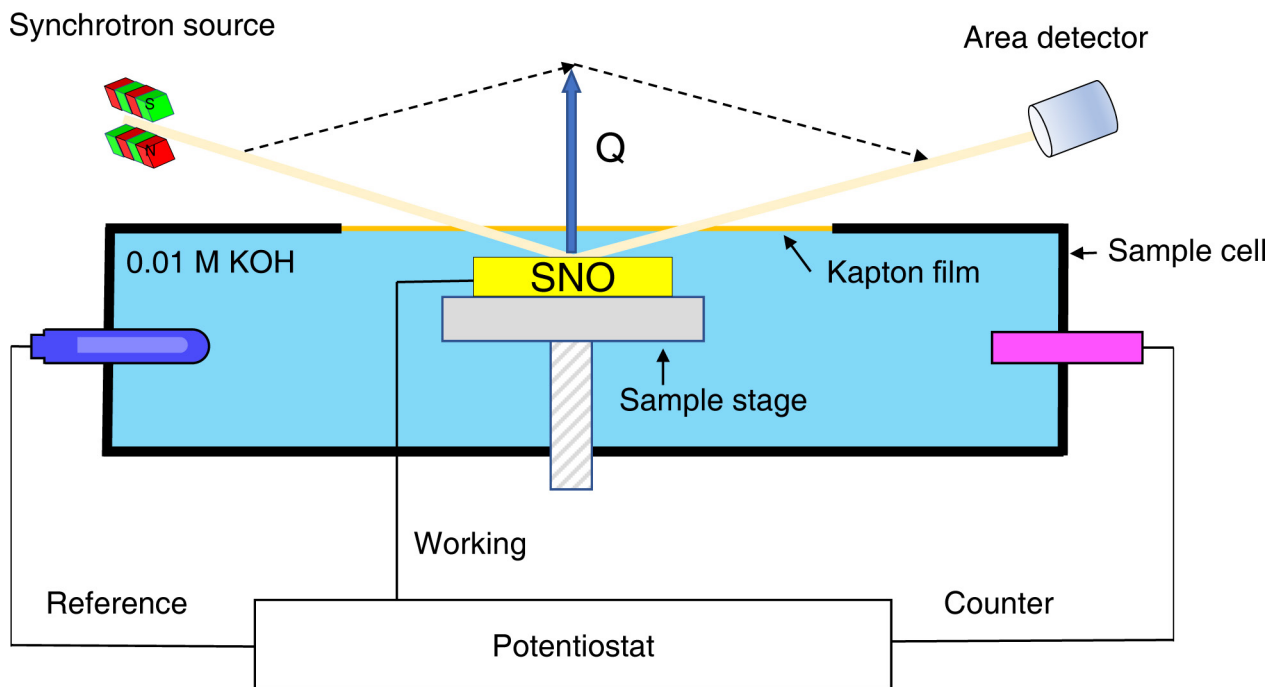 Synchrotron source
Area detector
S
N
Q
0.01 M KOH
Sample cell
SNO
Kapton film
Sample stage
Working
Reference
Counter
Potentiostat